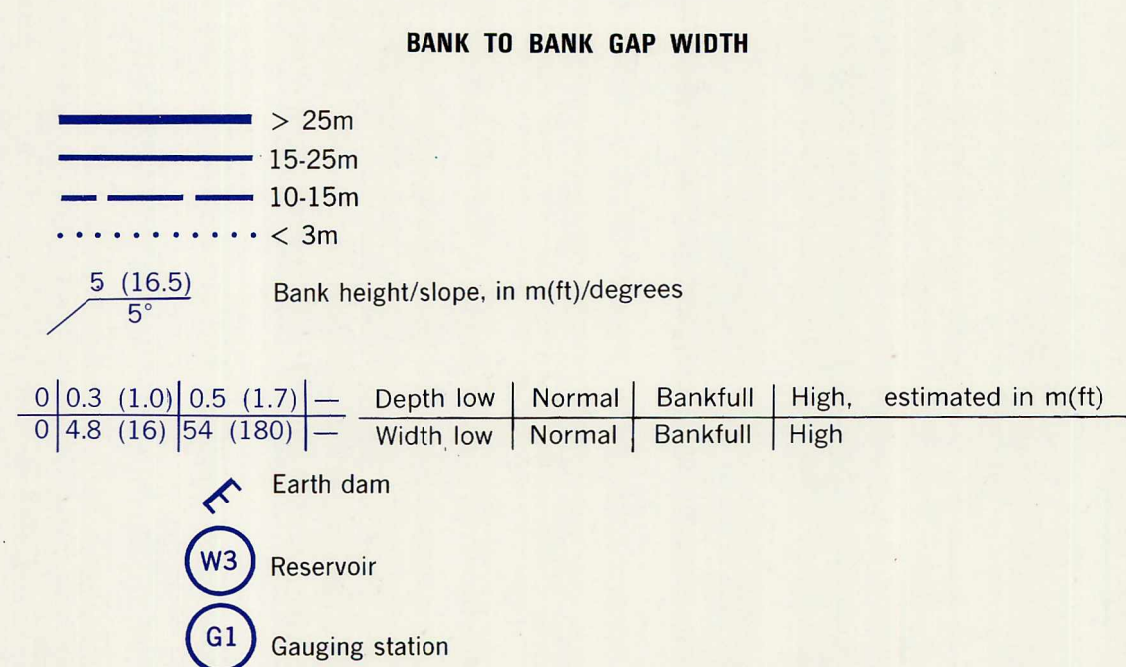 BANK TO BANK GAP WIDTH
> 25m
15-25m
10-15m
< 3m
5 (16.5)
5°
Bank height/slope, in m(ft)/degrees
0 | 0.3 (1.0) | 0.5 (1.7) | — Depth low | Normal | Bankfull | High, estimated in m(ft)
0 | 4.8 (16) | 54 (180) | — Width low | Normal | Bankfull | High
E Earth dam
W3 Reservoir
G1 Gauging station